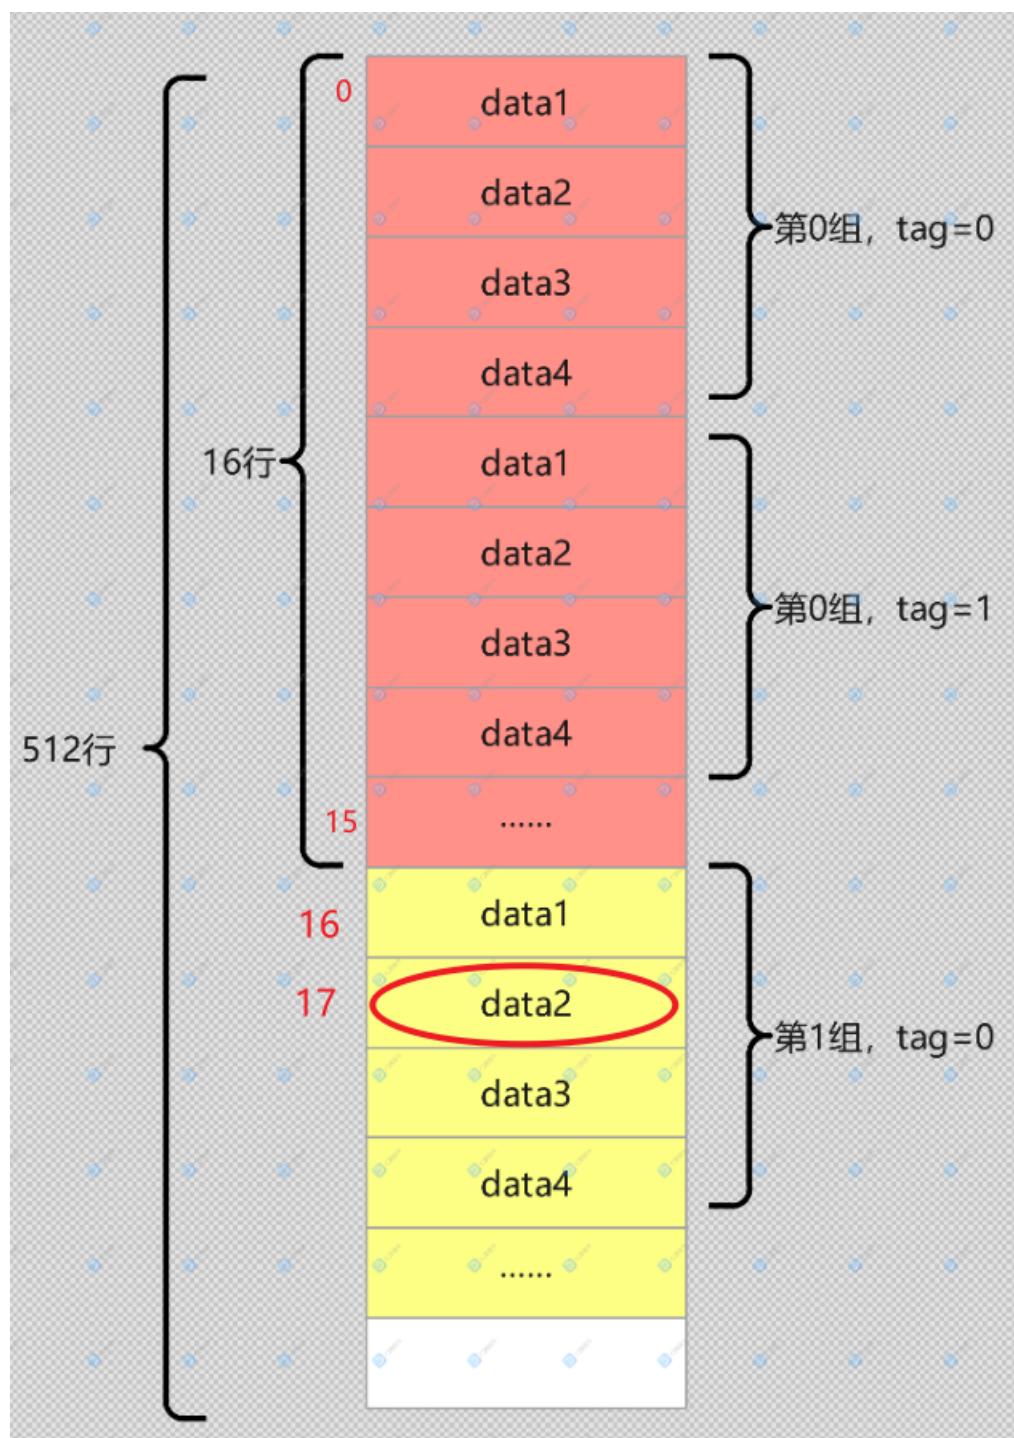 0
data1
data2
第0组，tag=0
data3
data4
16行
data1
data2
第0组，tag=1
data3
data4
512行
15
......
16
data1
17
data2
第1组，tag=0
data3
data4
......